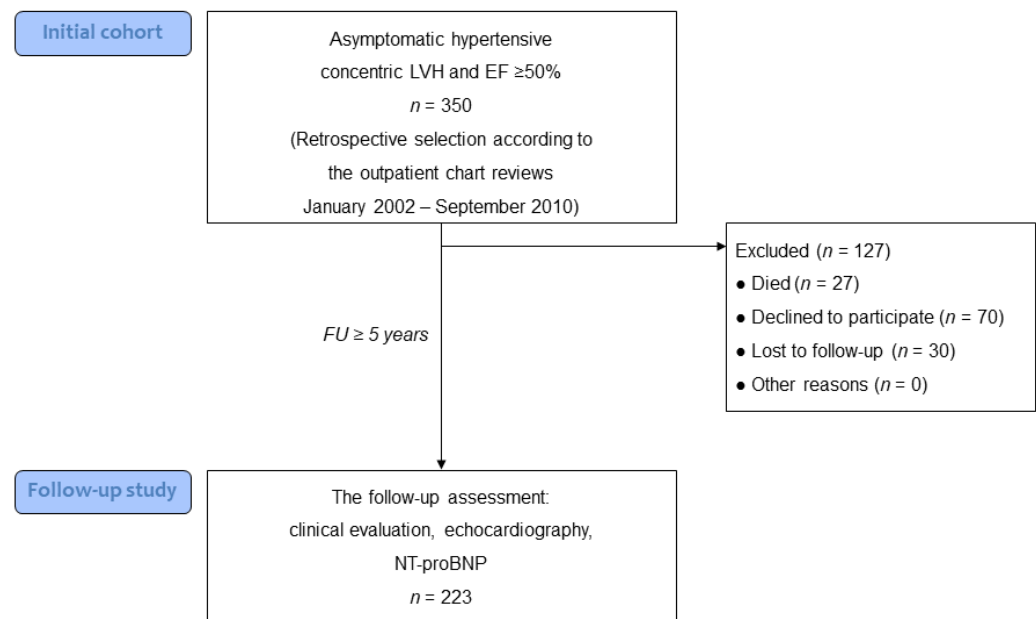 Initial cohort
Asymptomatic hypertensive
concentric LVH and EF ≥50%
n = 350
(Retrospective selection according to
the outpatient chart reviews
January 2002 – September 2010)
Excluded (n = 127)
● Died (n = 27)
● Declined to participate (n = 70)
● Lost to follow-up (n = 30)
● Other reasons (n = 0)
FU ≥ 5 years
Follow-up study
The follow-up assessment:
clinical evaluation, echocardiography,
NT-proBNP
n = 223